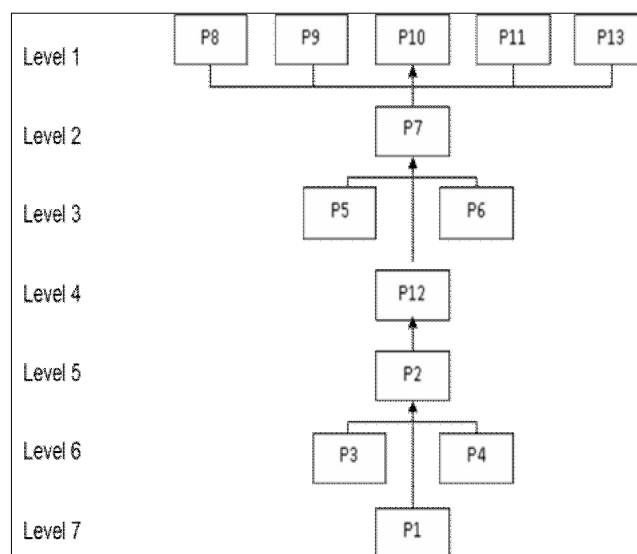 P8 P9 P10 P11 P13
Level 1
P7
Level 2
Level 3 P5 P6
Level 4 P12
Level 5 P2
Level 6 P3 P4
Level 7 P1